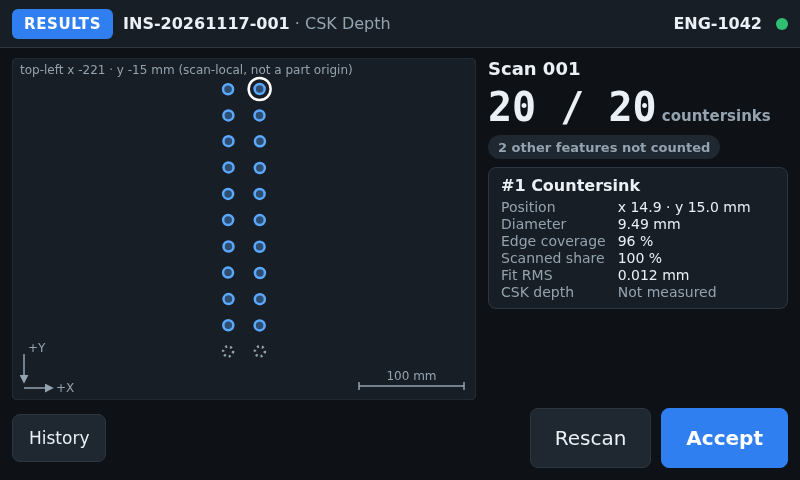 RESULTS INS-20261117-001 · CSK Depth ENG-1042
top-left x -221 · y -15 mm (scan-local, not a part origin)
+Y
+X
100 mm
Scan 001
20 / 20 countersinks
2 other features not counted
#1 Countersink
Position x 14.9 · y 15.0 mm
Diameter 9.49 mm
Edge coverage 96 %
Scanned share 100 %
Fit RMS 0.012 mm
CSK depth Not measured
History
Rescan
Accept